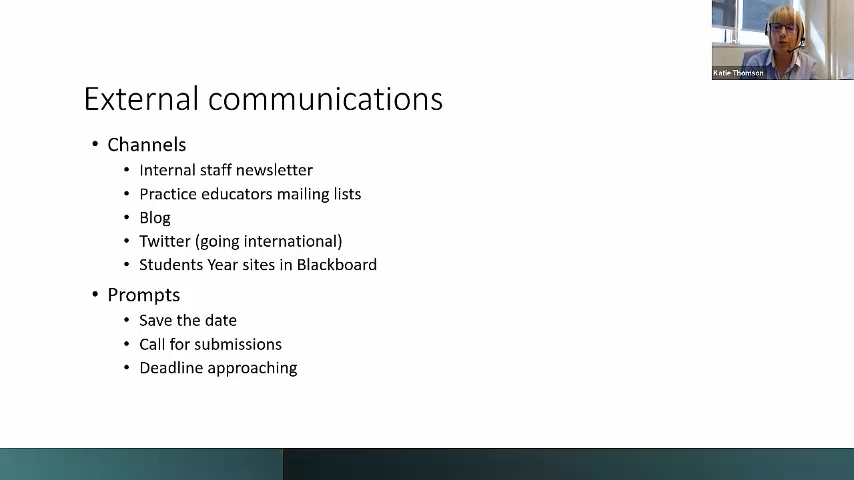 Katie Thomson
External communications
• Channels
• Internal staff newsletter
• Practice educators mailing lists
• Blog
• Twitter (going international)
• Students Year sites in Blackboard
• Prompts
• Save the date
• Call for submissions
• Deadline approaching